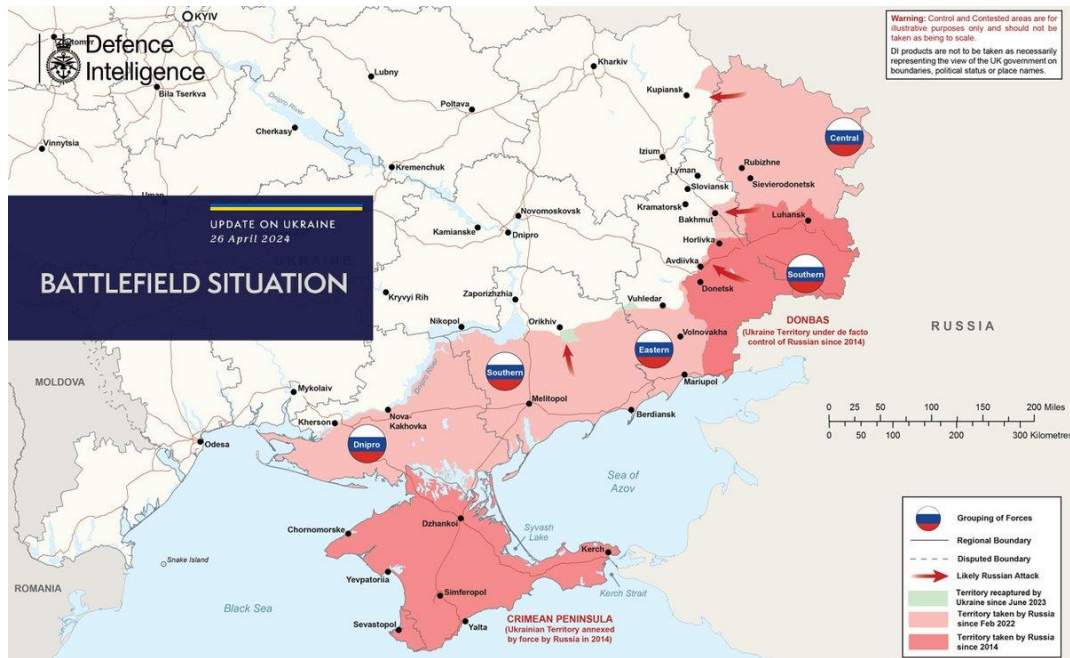 KYIV
Defence
Intelligence
Bila Tserkva
Vinnytsia
Cherkasy
Lubny
Poltava
Kremenchuk
Dnipro River
Kharkiv
Kupiansk
Izium
Lyman
Sloviansk
Kramatorsk
Bakhmut
Rubizhne
Sievierodonetsk
Luhansk
Horlivka
Avdiivka
Donetsk
Central
Southern
Warning: Control and Contested areas are for
illustrative purposes only and should not be
taken as being to scale.
DI products are not to be taken as necessarily
representing the view of the UK government on
boundaries, political status or place names.
UPDATE ON UKRAINE
26 April 2024
BATTLEFIELD SITUATION
Novomoskovsk
Kamianske
Dnipro
Kryvyi Rih
Zaporizhzhia
Nikopol
Orikhiv
Vuhledar
Volnovakha
Eastern
Southern
Mariupol
Melitopol
Berdiansk
DONBAS
(Ukraine Territory under de facto
control of Russian since 2014)
RUSSIA
MOLDOVA
Mykolaiv
Kherson
Nova-
Kakhovka
Dnipro River
Dnipro
Odesa
0 25 50 100 150 200 Miles
0 50 100 200 300 Kilometres
Sea of
Azov
Snake Island
ROMANIA
Black Sea
Chornomorske
Dzhankoi
Syvash
Lake
Kerch
Kerch Strait
Yevpatoriia
Simferopol
Sevastopol
Yalta
CRIMEAN PENINSULA
(Ukrainian Territory annexed
by force by Russia in 2014)
Grouping of Forces
Regional Boundary
Disputed Boundary
Likely Russian Attack
Territory recaptured by
Ukraine since June 2023
Territory taken by Russia
since Feb 2022
Territory taken by Russia
since 2014